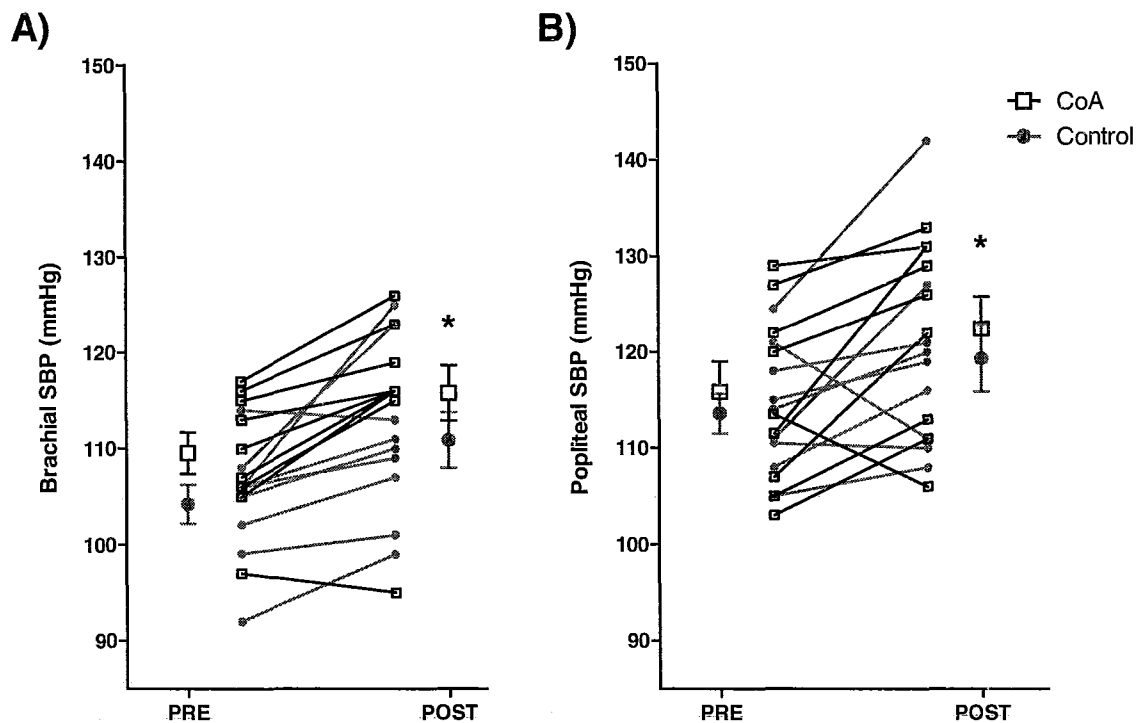 A)
150
140
130
120
110
100
90
Brachial SBP (mmHg)
*
PRE
POST
B)
150
140
130
120
110
100
90
Popliteal SBP (mmHg)
*
PRE
POST
CoA
Control